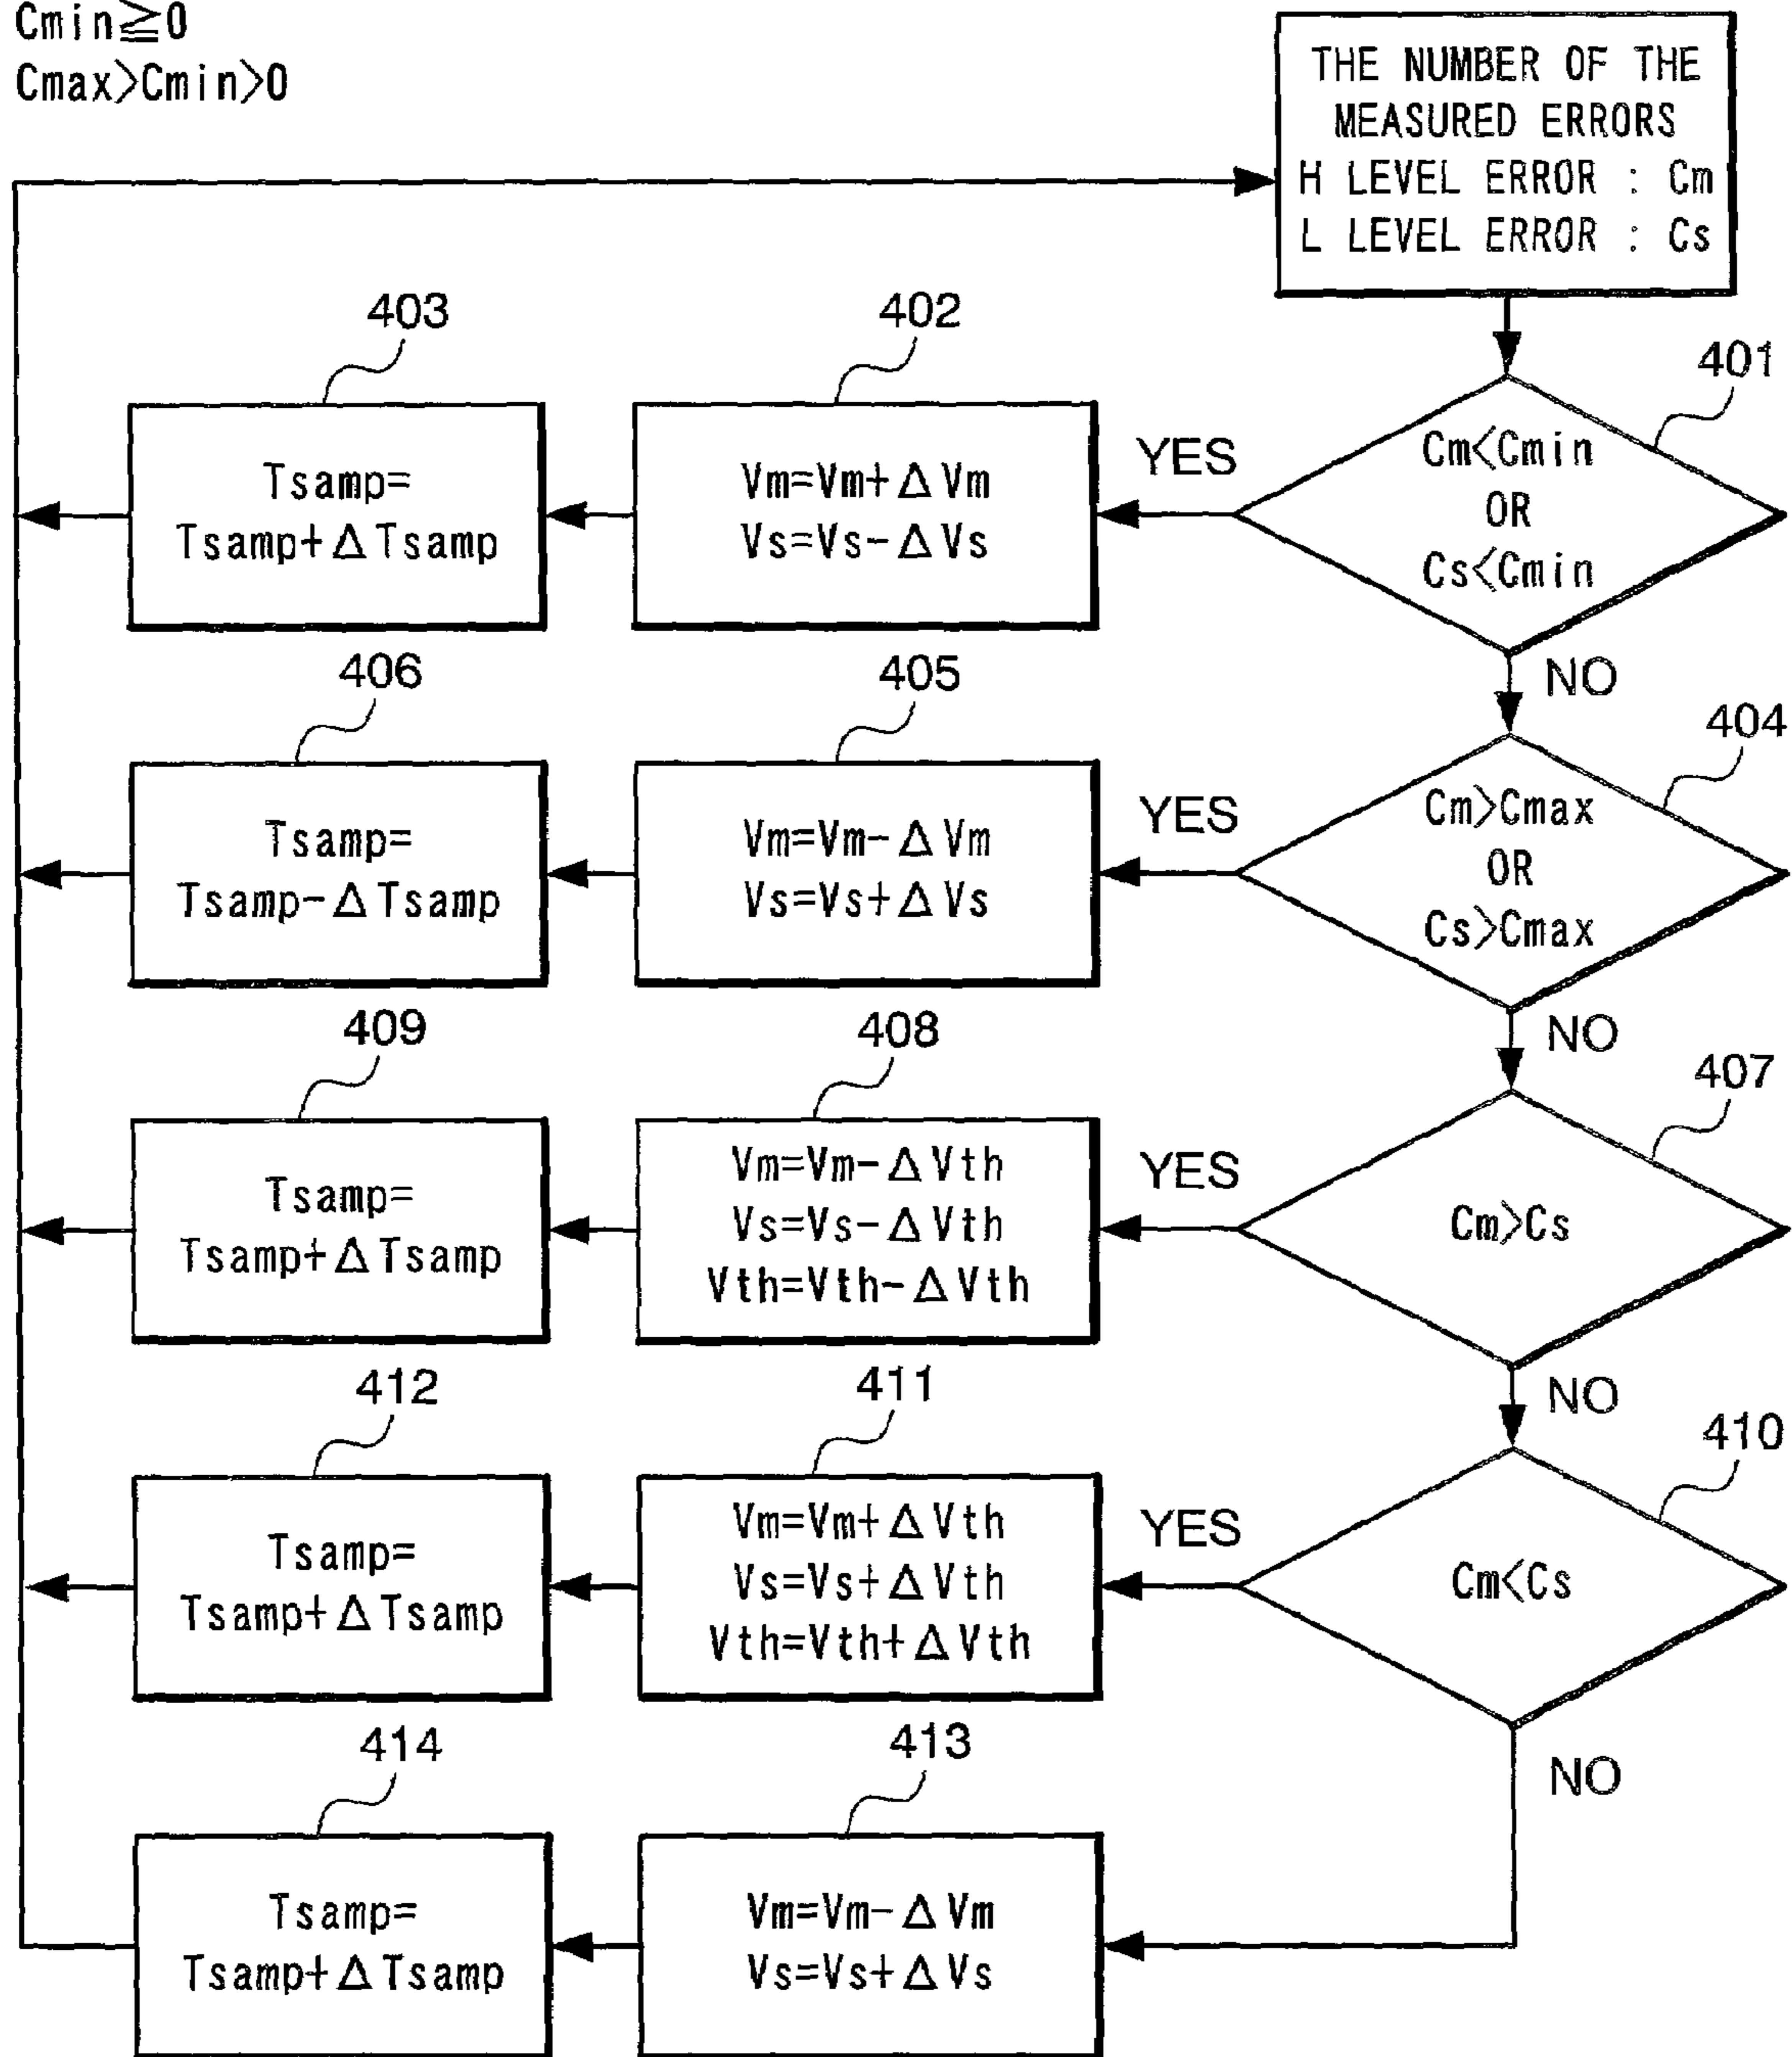 Cmin≧0
Cmax>Cmin>0
THE NUMBER OF THE
MEASURED ERRORS
H LEVEL ERROR : Cm
L LEVEL ERROR : Cs
403
402
401
Tsamp=
Tsamp+ΔTsamp
Vm=Vm+ΔVm
Vs=Vs-ΔVs
YES
Cm<Cmin
OR
Cs<Cmin
NO
406
405
404
Tsamp=
Tsamp-ΔTsamp
Vm=Vm-ΔVm
Vs=Vs+ΔVs
YES
Cm>Cmax
OR
Cs>Cmax
NO
409
408
407
Tsamp=
Tsamp+ΔTsamp
Vm=Vm-ΔVth
Vs=Vs-ΔVth
Vth=Vth-ΔVth
YES
Cm>Cs
NO
412
411
410
Tsamp=
Tsamp+ΔTsamp
Vm=Vm+ΔVth
Vs=Vs+ΔVth
Vth=Vth+ΔVth
YES
Cm<Cs
NO
414
413
Tsamp=
Tsamp+ΔTsamp
Vm=Vm-ΔVm
Vs=Vs+ΔVs